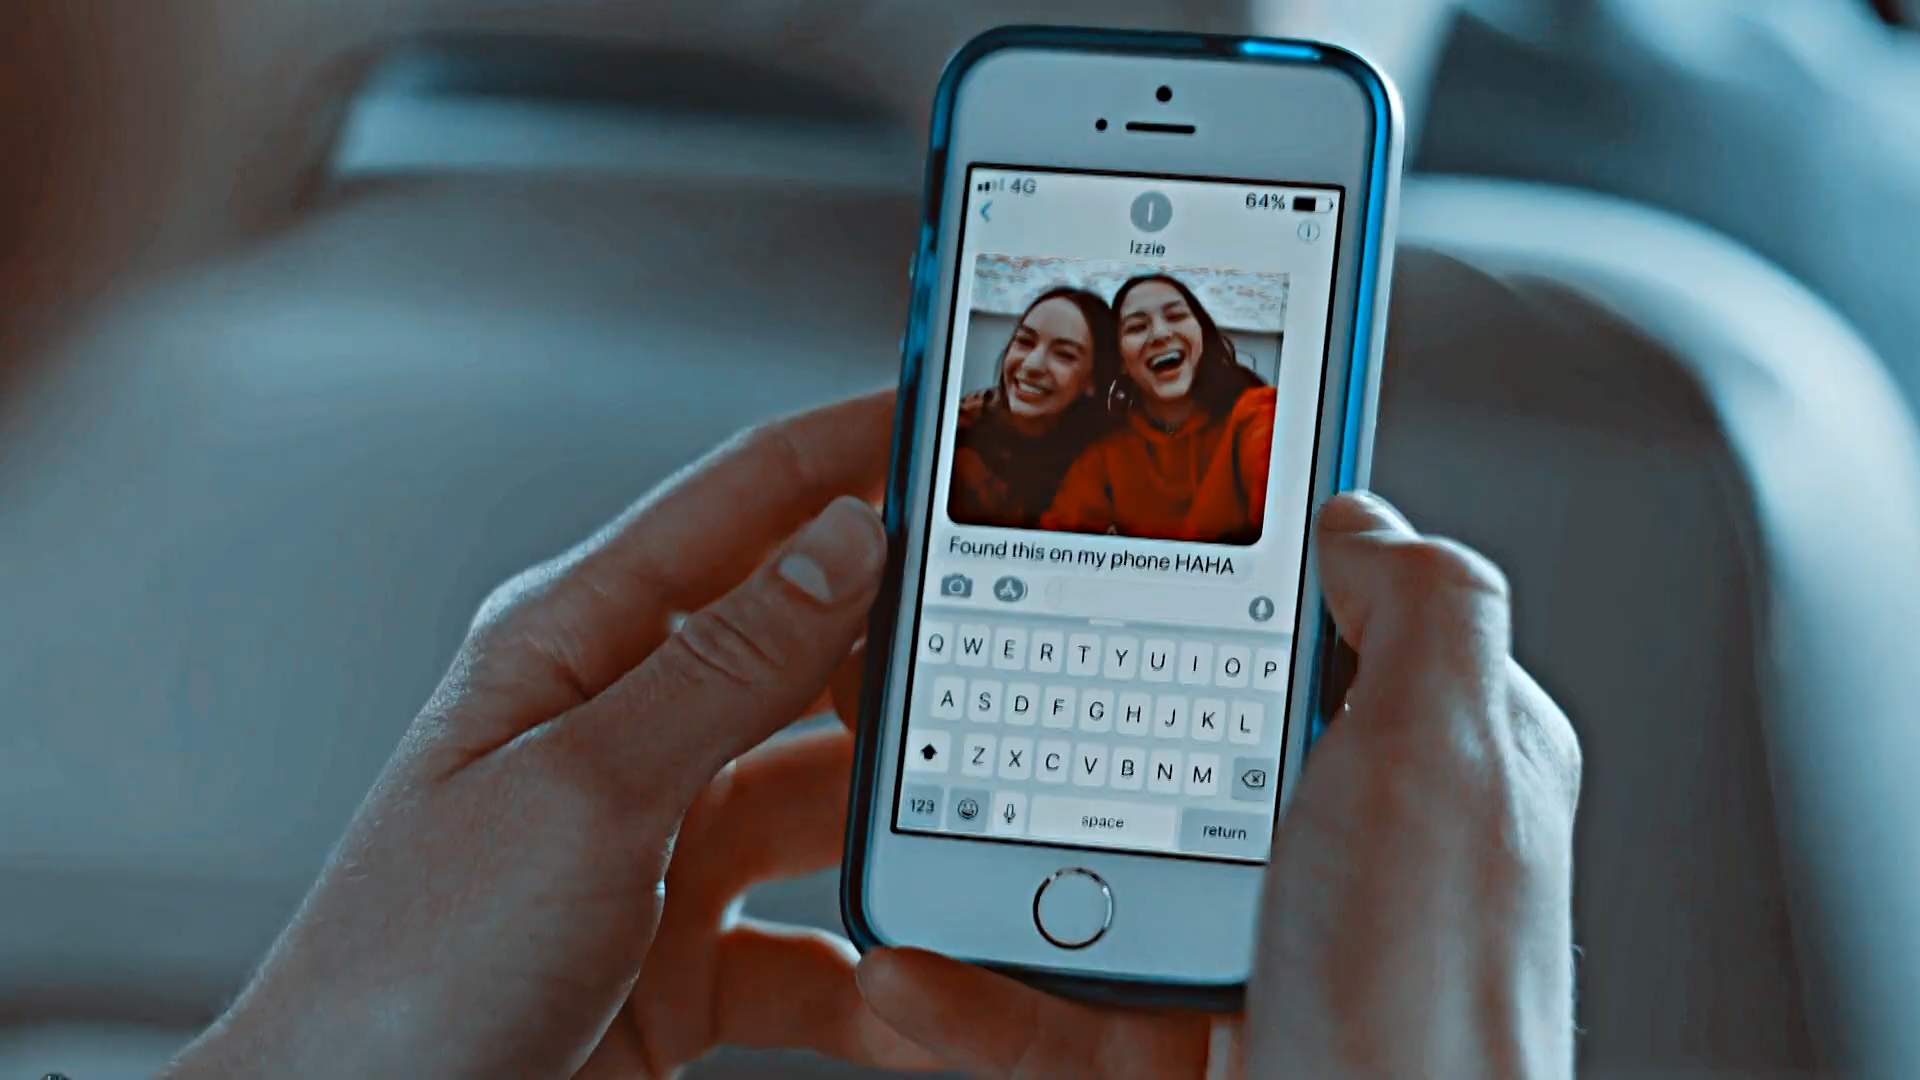 4G
64%
I
Izzie
Found this on my phone HAHA
Q W E R T Y U I O P
A S D F G H J K L
Z X C V B N M
123
space
return